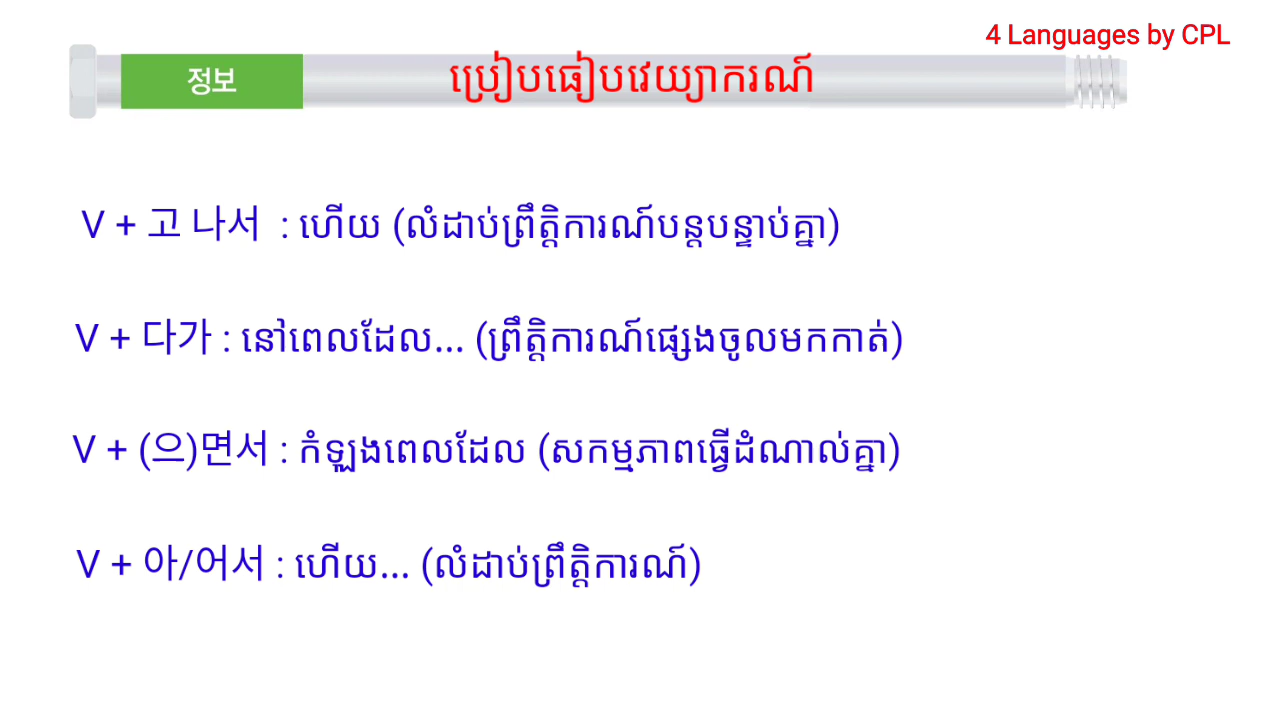 4 Languages by CPL
정보 ប្រៀបធៀបវេយ្យាករណ៍
V + 고 나서 : ហើយ (លំដាប់ព្រឹត្តិការណ៍បន្តបន្ទាប់គ្នា)
V + 다가 : នៅពេលដែល... (ព្រឹត្តិការណ៍ផ្សេងចូលមកកាត់)
V + (으)면서 : កំឡុងពេលដែល (សកម្មភាពធ្វើដំណាល់គ្នា)
V + 아/어서 : ហើយ... (លំដាប់ព្រឹត្តិការណ៍)